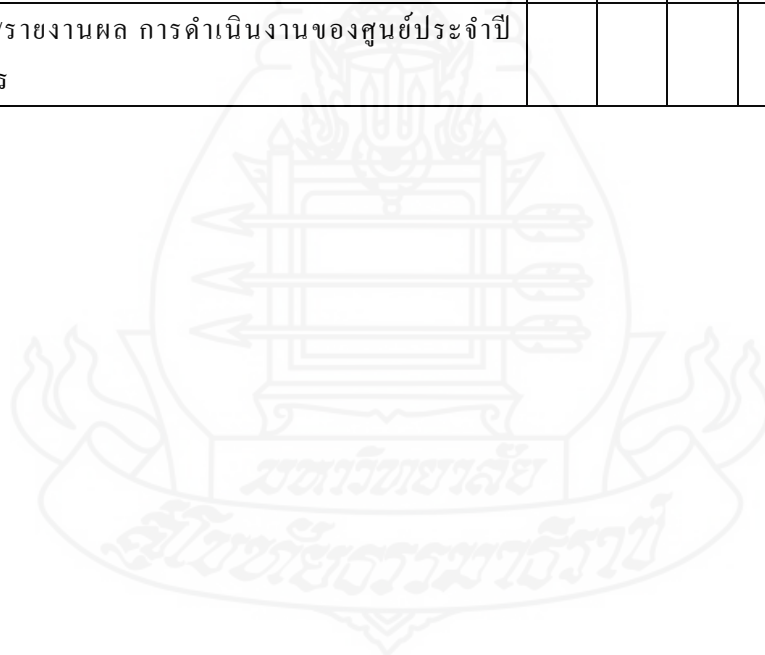 /รายงานผล การดำเนินงานของศูนย์ประจำปี
ร
มหาวิทยาลัย
สุโขทัยธรรมาธิราช